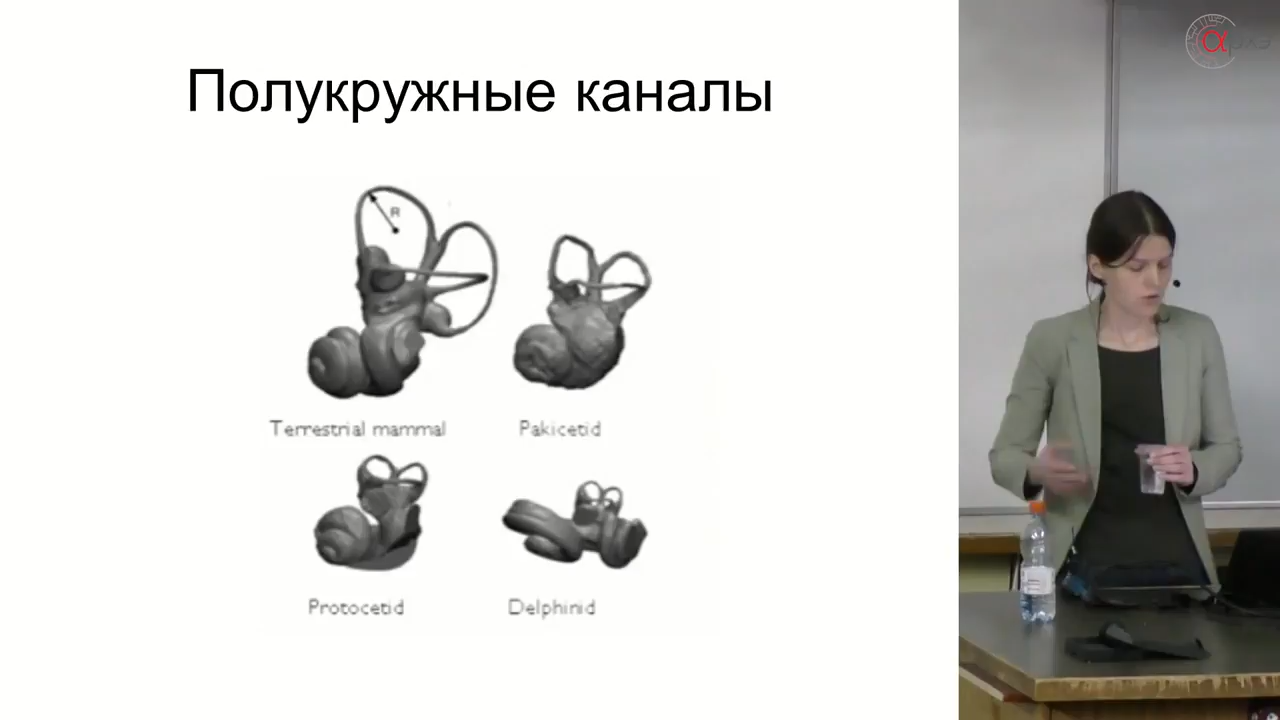 Полукружные каналы
R
Terrestrial mammal
Pakicetid
Protocetid
Delphinid